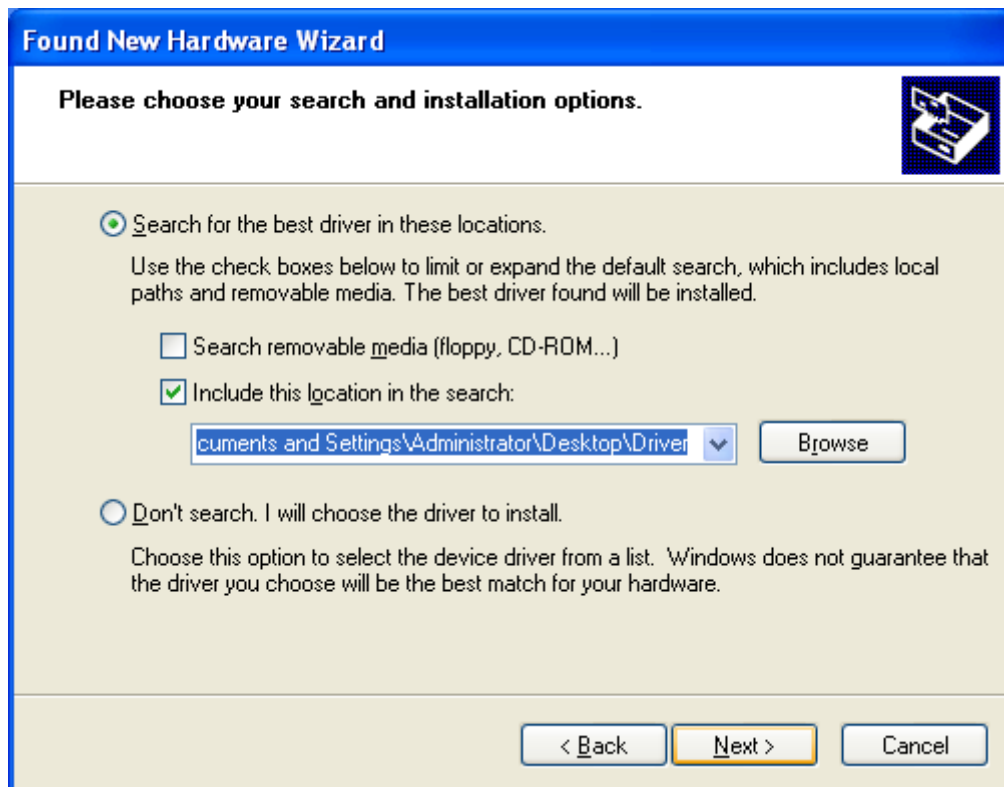 Found New Hardware Wizard
Please choose your search and installation options.
Search for the best driver in these locations.
Use the check boxes below to limit or expand the default search, which includes local
paths and removable media. The best driver found will be installed.
Search removable media (floppy, CD-ROM...)
Include this location in the search:
cuments and Settings\Administrator\Desktop\Driver
Browse
Don't search. I will choose the driver to install.
Choose this option to select the device driver from a list. Windows does not guarantee that
the driver you choose will be the best match for your hardware.
< Back
Next >
Cancel